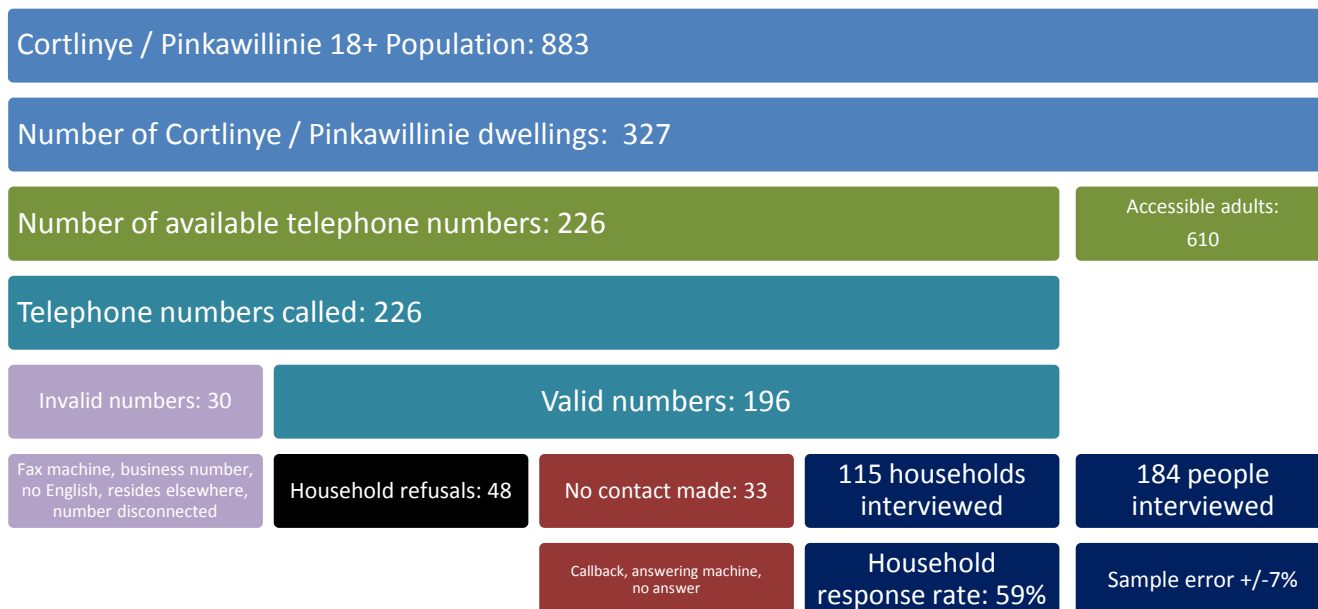 Cortlinye / Pinkawillinie 18+ Population: 883
Number of Cortlinye / Pinkawillinie dwellings: 327
Number of available telephone numbers: 226
Accessible adults:
610
Telephone numbers called: 226
Invalid numbers: 30
Valid numbers: 196
Fax machine, business number,
no English, resides elsewhere,
number disconnected
Household refusals: 48
No contact made: 33
115 households
interviewed
184 people
interviewed
Callback, answering machine,
no answer
Household
response rate: 59%
Sample error +/-7%